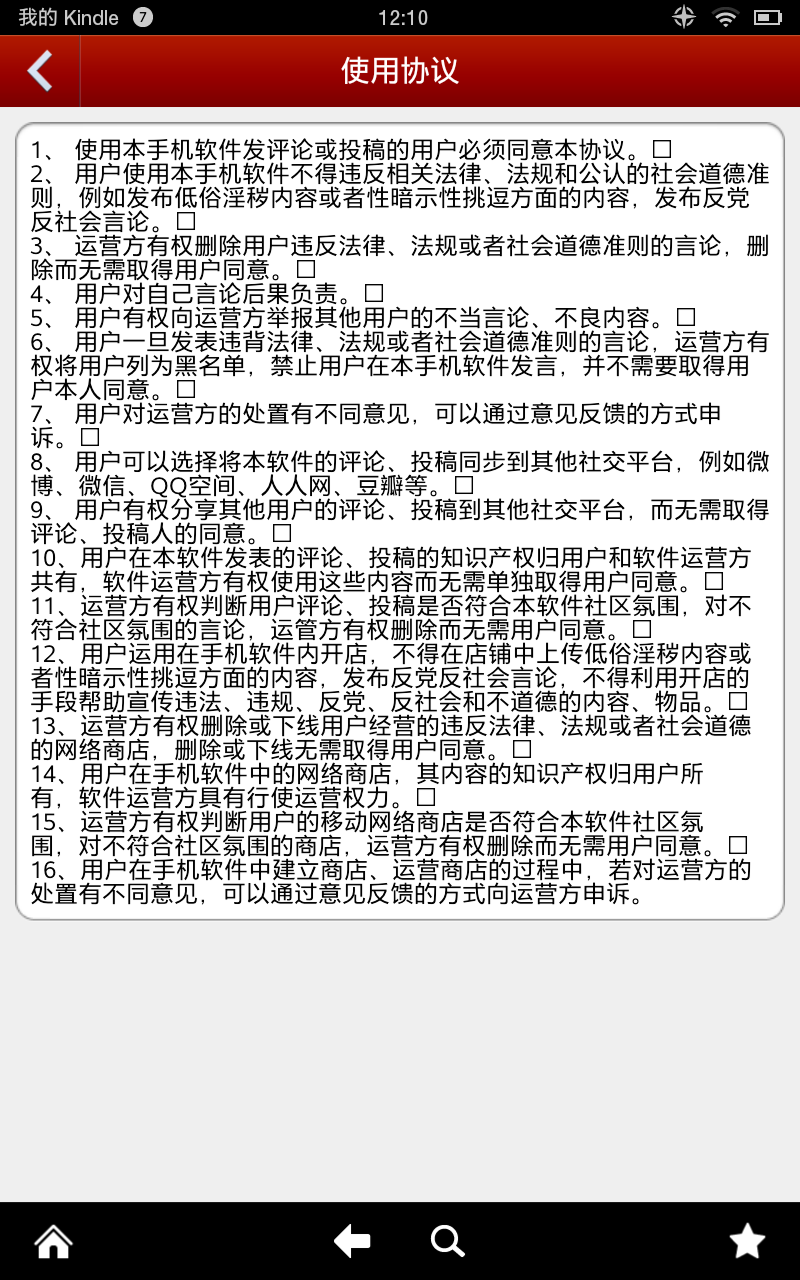 我的 Kindle 7
12:10
使用协议
1、 使用本手机软件发评论或投稿的用户必须同意本协议。□
2、 用户使用本手机软件不得违反相关法律、法规和公认的社会道德准
则，例如发布低俗淫秽内容或者性暗示性挑逗方面的内容，发布反党
反社会言论。□
3、 运营方有权删除用户违反法律、法规或者社会道德准则的言论，删
除而无需取得用户同意。□
4、 用户对自己言论后果负责。□
5、 用户有权向运营方举报其他用户的不当言论、不良内容。□
6、 用户一旦发表违背法律、法规或者社会道德准则的言论，运营方有
权将用户列为黑名单，禁止用户在本手机软件发言，并不需要取得用
户本人同意。□
7、 用户对运营方的处置有不同意见，可以通过意见反馈的方式申
诉。□
8、 用户可以选择将本软件的评论、投稿同步到其他社交平台，例如微
博、微信、QQ空间、人人网、豆瓣等。□
9、 用户有权分享其他用户的评论、投稿到其他社交平台，而无需取得
评论、投稿人的同意。□
10、用户在本软件发表的评论、投稿的知识产权归用户和软件运营方
共有，软件运营方有权使用这些内容而无需单独取得用户同意。□
11、运营方有权判断用户评论、投稿是否符合本软件社区氛围，对不
符合社区氛围的言论，运管方有权删除而无需用户同意。□
12、用户运用在手机软件内开店，不得在店铺中上传低俗淫秽内容或
者性暗示性挑逗方面的内容，发布反党反社会言论，不得利用开店的
手段帮助宣传违法、违规、反党、反社会和不道德的内容、物品。□
13、运营方有权删除或下线用户经营的违反法律、法规或者社会道德
的网络商店，删除或下线无需取得用户同意。□
14、用户在手机软件中的网络商店，其内容的知识产权归用户所
有，软件运营方具有行使运营权力。□
15、运营方有权判断用户的移动网络商店是否符合本软件社区氛
围，对不符合社区氛围的商店，运营方有权删除而无需用户同意。□
16、用户在手机软件中建立商店、运营商店的过程中，若对运营方的
处置有不同意见，可以通过意见反馈的方式向运营方申诉。